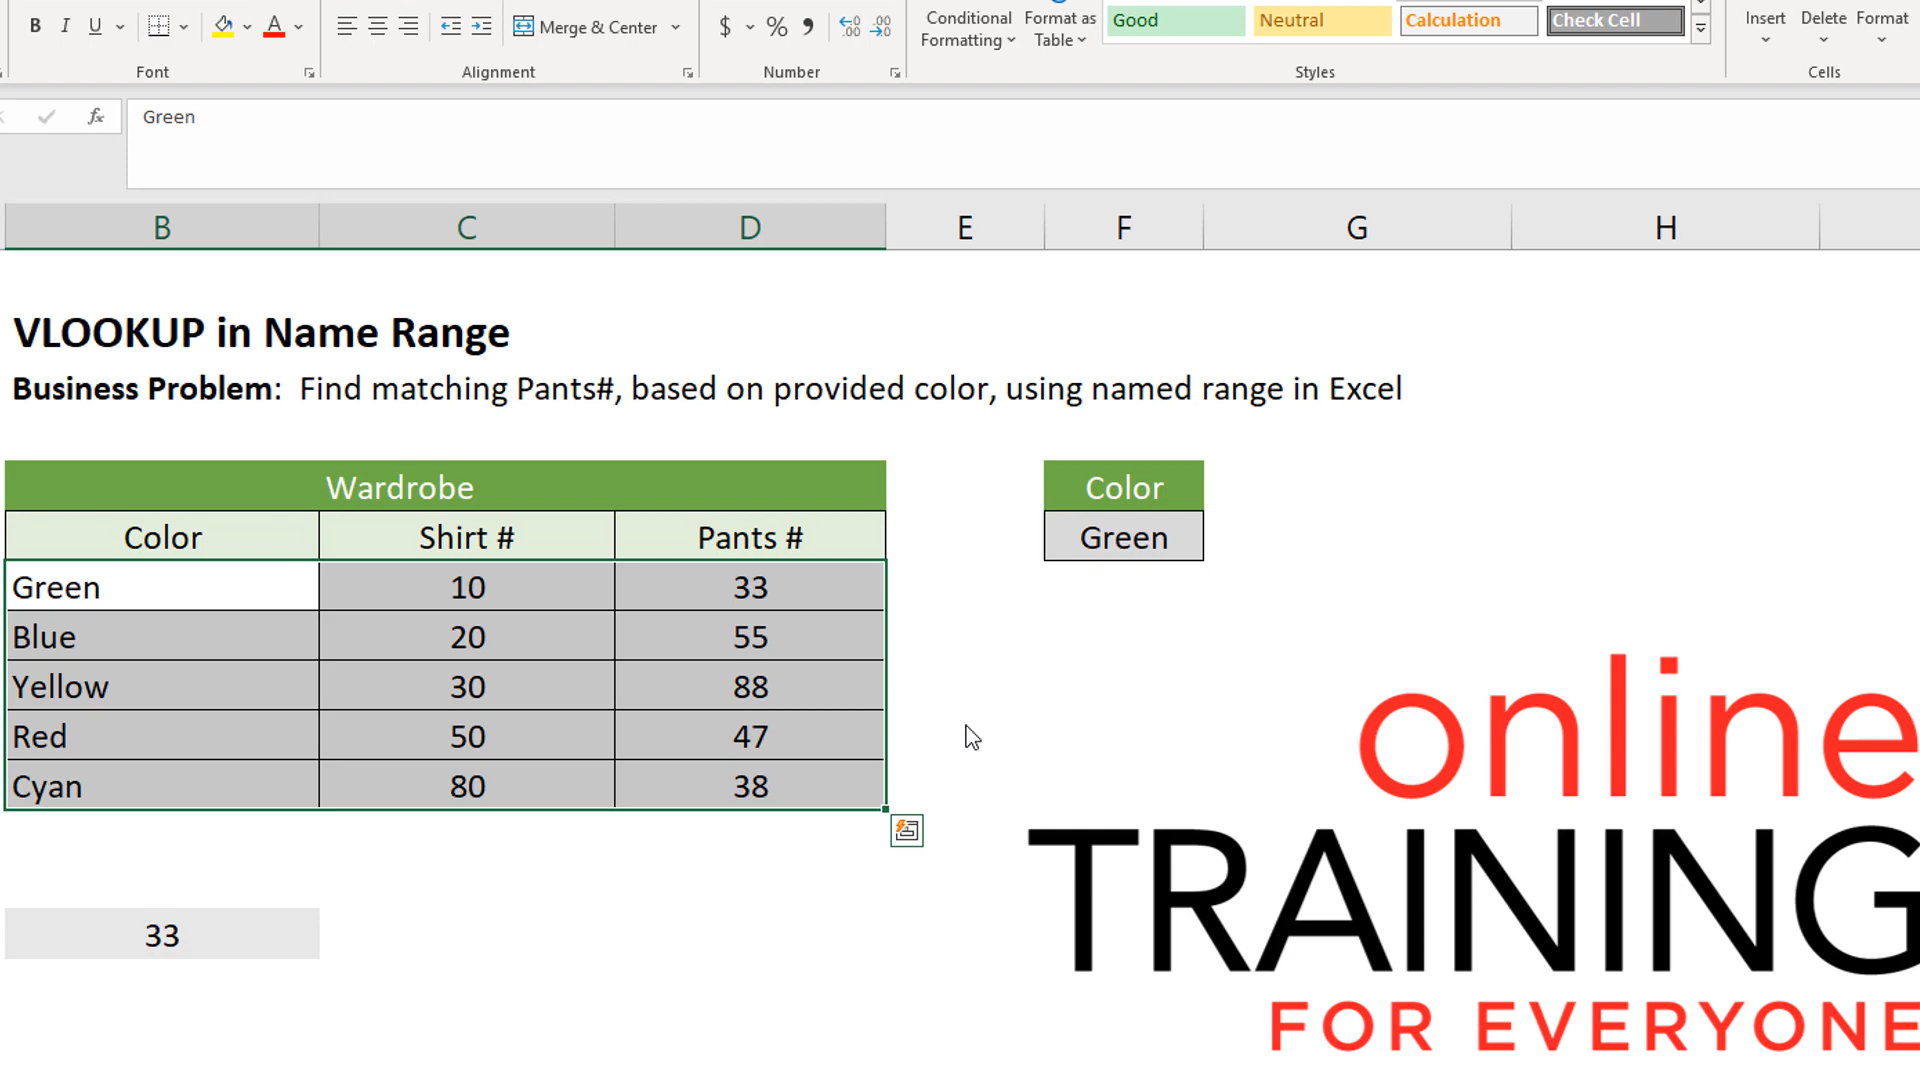 B I U
Merge & Center
$ % ,
Conditional Formatting
Format as Table
Good
Neutral
Calculation
Check Cell
Insert
Delete
Format
Font
Alignment
Number
Styles
Cells
fx
Green
B C D E F G H
VLOOKUP in Name Range
Business Problem: Find matching Pants#, based on provided color, using named range in Excel
Wardrobe
Color Shirt # Pants #
Green 10 33
Blue 20 55
Yellow 30 88
Red 50 47
Cyan 80 38
Color
Green
33
online
TRAINING
FOR EVERYONE